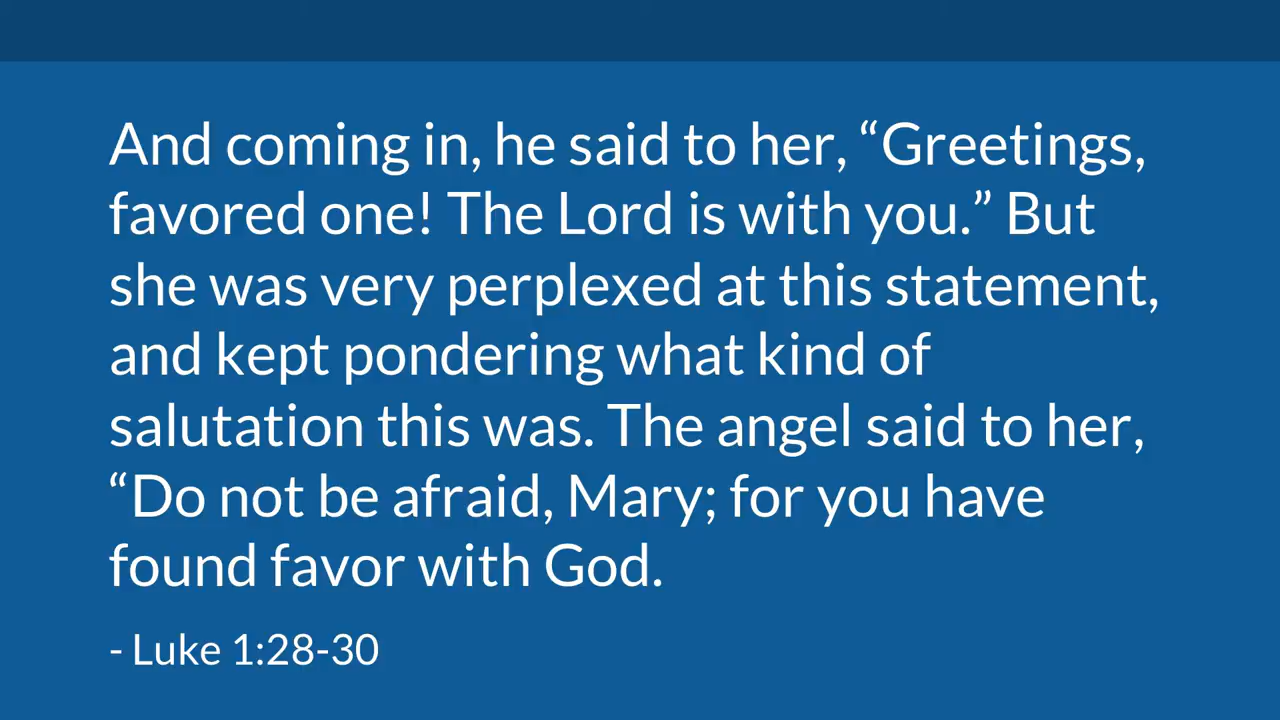 And coming in, he said to her, “Greetings,
favored one! The Lord is with you.” But
she was very perplexed at this statement,
and kept pondering what kind of
salutation this was. The angel said to her,
“Do not be afraid, Mary; for you have
found favor with God.
- Luke 1:28-30